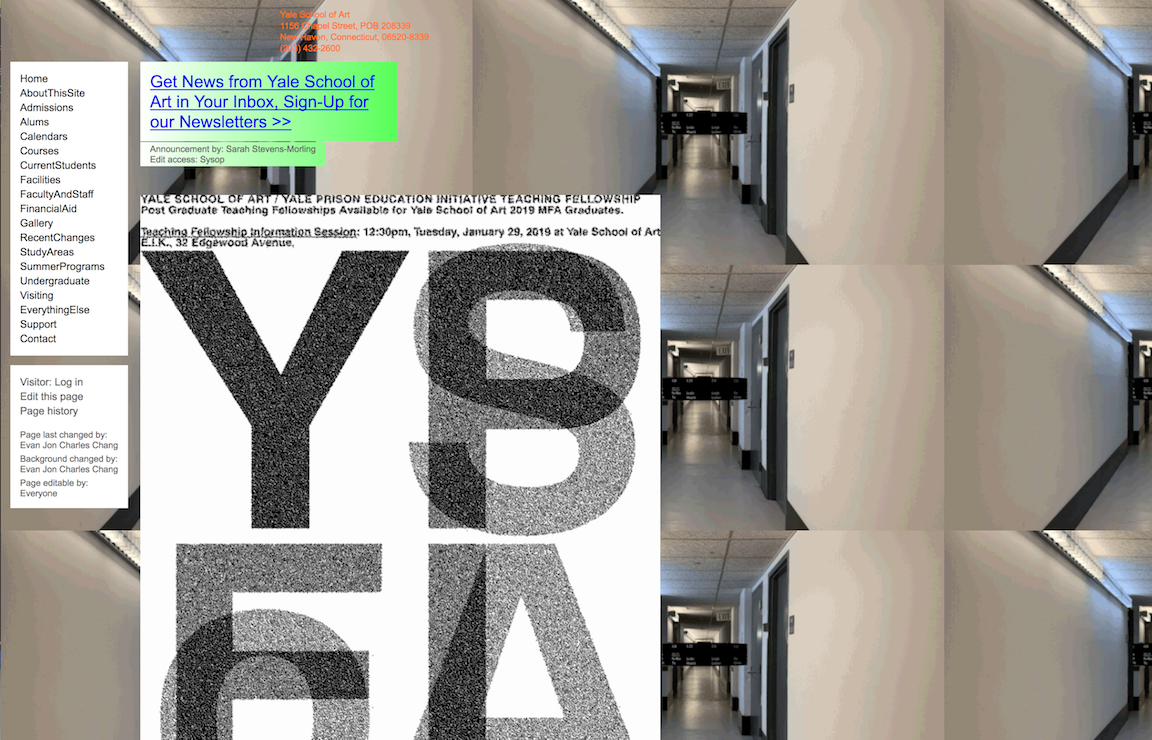 Yale School of Art
1156 Chapel Street, POB 208339
New Haven, Connecticut, 06520-8339
(203) 432-2600
Home
AboutThisSite
Admissions
Alums
Calendars
Courses
CurrentStudents
Facilities
FacultyAndStaff
FinancialAid
Gallery
RecentChanges
StudyAreas
SummerPrograms
Undergraduate
Visiting
EverythingElse
Support
Contact
Visitor: Log in
Edit this page
Page history
Page last changed by:
Evan Jon Charles Chang
Background changed by:
Evan Jon Charles Chang
Page editable by:
Everyone
Get News from Yale School of
Art in Your Inbox, Sign-Up for
our Newsletters >>
Announcement by: Sarah Stevens-Morling
Edit access: Sysop
YALE SCHOOL OF ART / YALE PRISON EDUCATION INITIATIVE TEACHING FELLOWSHIP
Post Graduate Teaching Fellowships Available for Yale School of Art 2019 MFA Graduates.
Teaching Fellowship Information Session: 12:30pm, Tuesday, January 29, 2019 at Yale School of Art
E.I.K., 32 Edgewood Avenue.
Y S
A
EXIT